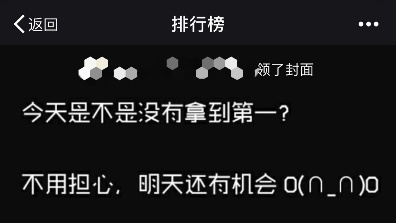 返回 排行榜
领了封面
今天是不是没有拿到第一?
不用担心，明天还有机会 O(∩_∩)O